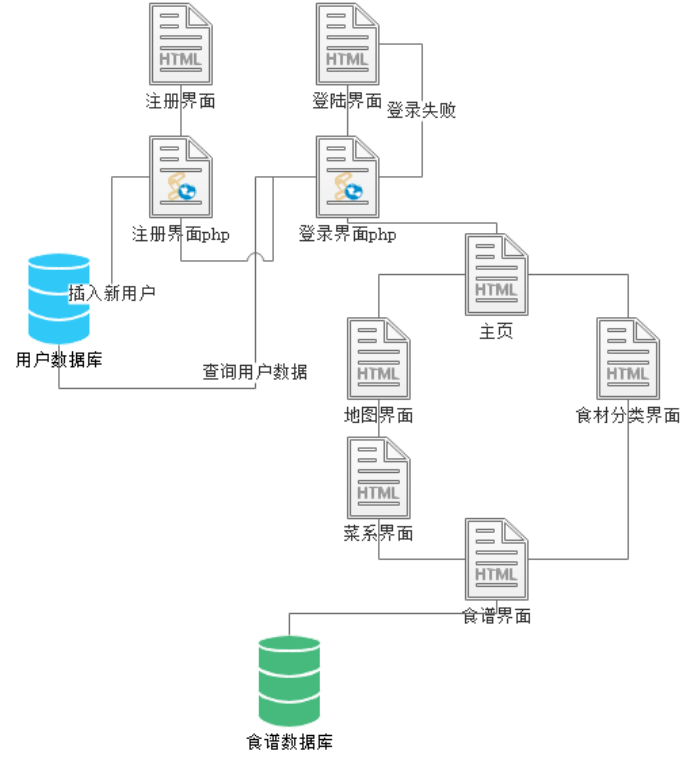 HTML
HTML
注册界面
登陆界面
登录失败
注册界面php
登录界面php
HTML
插入新用户
主页
用户数据库
查询用户数据
HTML
HTML
地图界面
食材分类界面
HTML
菜系界面
HTML
食谱界面
食谱数据库